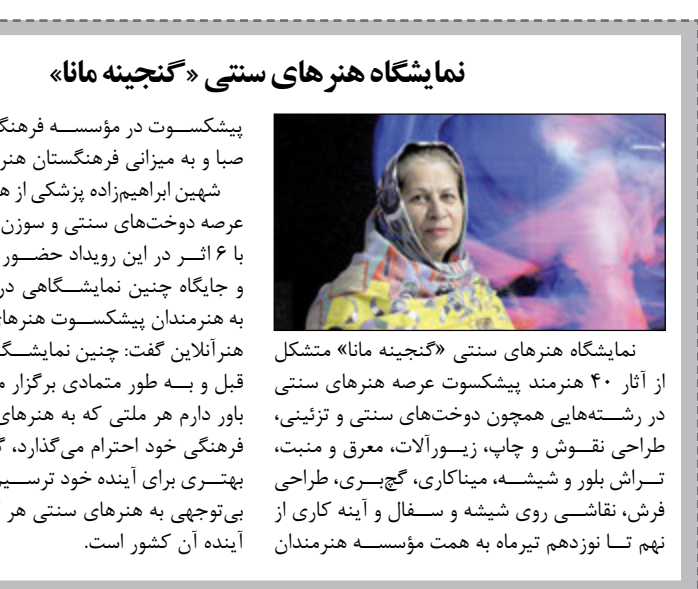 نمایشگاه هنرهای سنتی «گنجینه مانا»
نمایشگاه هنرهای سنتی «گنجینه مانا» متشکل
از آثار ۴۰ هنرمند پیشکسوت عرصه هنرهای سنتی
در رشته‌هایی همچون دوخت‌های سنتی و تزئینی،
طراحی نقوش و چاپ، زیورآلات، معرق و منبت،
تراش بلور و شیشه، میناکاری، گچبری، طراحی
فرش، نقاشی روی شیشه و سفال و آینه کاری از
نهم تا نوزدهم تیرماه به همت مؤسسه هنرمندان
پیشکسوت در مؤسسه
صبا و به میزانی فرهنگستان هنر
شهین ابراهیم‌زاده پزشکی از
عرصه دوخت‌های سنتی و سوزن
با ۶ اثر در این رویداد حضور
و جایگاه چنین نمایشگاهی
به هنرمندان پیشکسوت
هنرآنلاین گفت: چنین
قبل و به طور متمادی برگزار
باور دارم هر ملتی که به هنرهای
فرهنگی خود احترام می‌گذارد،
بهتری برای آینده خود
بی‌توجهی به هنرهای سنتی هر
آینده آن کشور است.